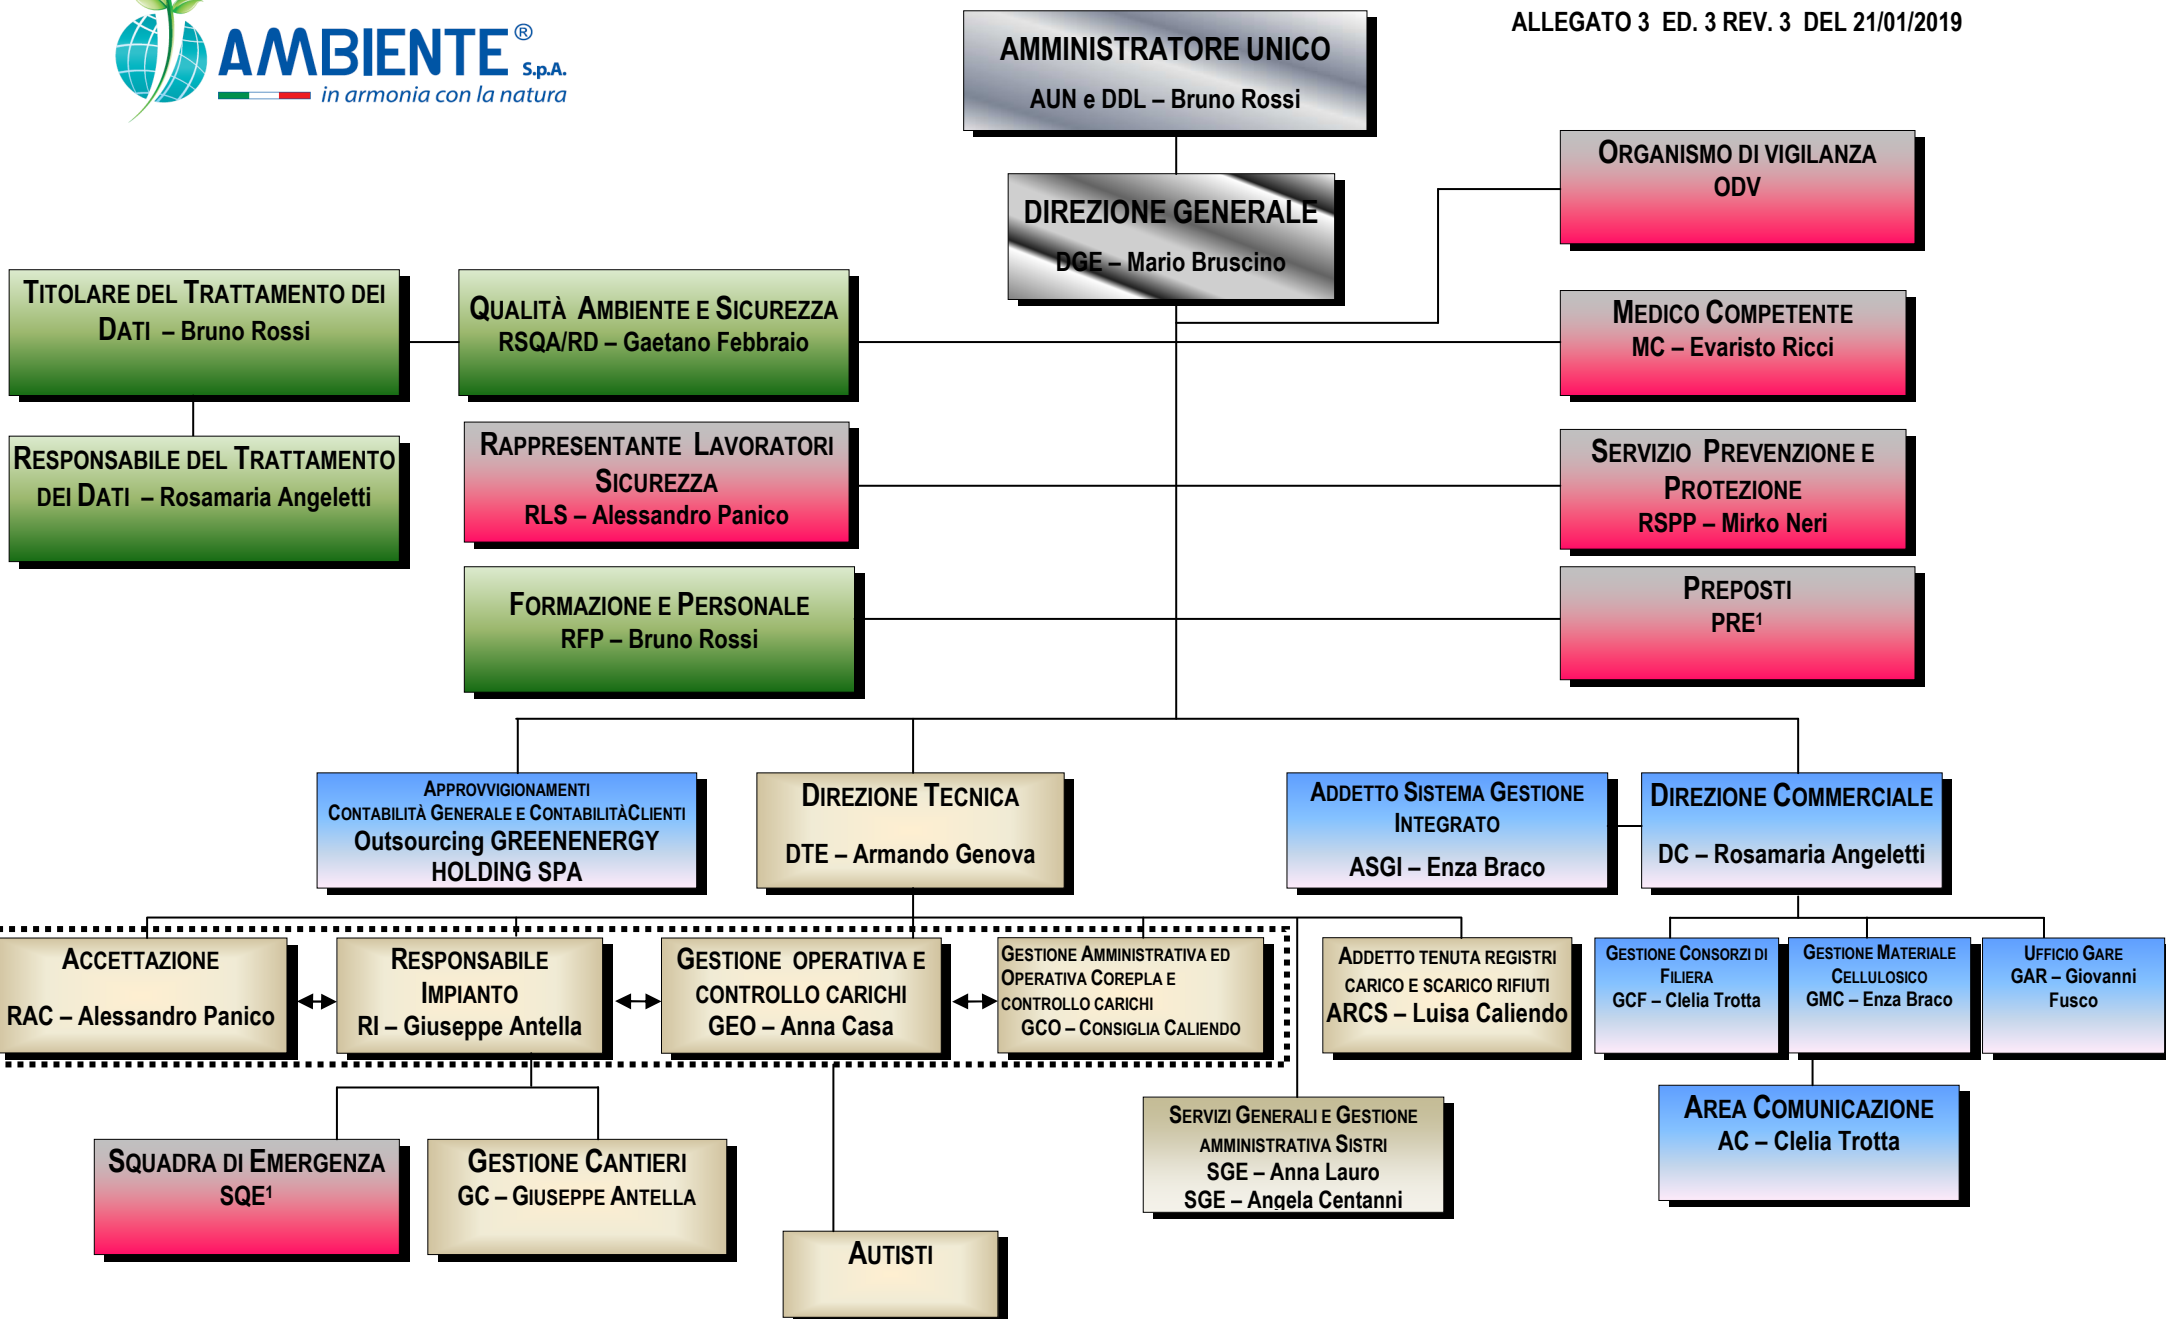 AMBIENTE® S.p.A.
in armonia con la natura
ALLEGATO 3 ED. 3 REV. 3 DEL 21/01/2019
AMMINISTRATORE UNICO
AUN e DDL – Bruno Rossi
DIREZIONE GENERALE
DGE – Mario Bruscino
ORGANISMO DI VIGILANZA
ODV
TITOLARE DEL TRATTAMENTO DEI
DATI – Bruno Rossi
QUALITÀ AMBIENTE E SICUREZZA
RSQA/RD – Gaetano Febbraio
MEDICO COMPETENTE
MC – Evaristo Ricci
RESPONSABILE DEL TRATTAMENTO
DEI DATI – Rosamaria Angeletti
RAPPRESENTANTE LAVORATORI
SICUREZZA
RLS – Alessandro Panico
SERVIZIO PREVENZIONE E
PROTEZIONE
RSPP – Mirko Neri
FORMAZIONE E PERSONALE
RFP – Bruno Rossi
PREPOSTI
PRE¹
APPROVVIGIONAMENTI
CONTABILITÀ GENERALE E CONTABILITÀCLIENTI
Outsourcing GREENENERGY
HOLDING SPA
DIREZIONE TECNICA
DTE – Armando Genova
ADDETTO SISTEMA GESTIONE
INTEGRATO
ASGI – Enza Braco
DIREZIONE COMMERCIALE
DC – Rosamaria Angeletti
ACCETTAZIONE
RAC – Alessandro Panico
RESPONSABILE
IMPIANTO
RI – Giuseppe Antella
GESTIONE OPERATIVA E
CONTROLLO CARICHI
GEO – Anna Casa
GESTIONE AMMINISTRATIVA ED
OPERATIVA COREPLA E
CONTROLLO CARICHI
GCO – CONSIGLIA CALIENDO
ADDETTO TENUTA REGISTRI
CARICO E SCARICO RIFIUTI
ARCS – Luisa Caliendo
GESTIONE CONSORZI DI
FILIERA
GCF – Clelia Trotta
GESTIONE MATERIALE
CELLULOSICO
GMC – Enza Braco
UFFICIO GARE
GAR – Giovanni
Fusco
SQUADRA DI EMERGENZA
SQE¹
GESTIONE CANTIERI
GC – GIUSEPPE ANTELLA
SERVIZI GENERALI E GESTIONE
AMMINISTRATIVA SISTRI
SGE – Anna Lauro
SGE – Angela Centanni
AREA COMUNICAZIONE
AC – Clelia Trotta
AUTISTI